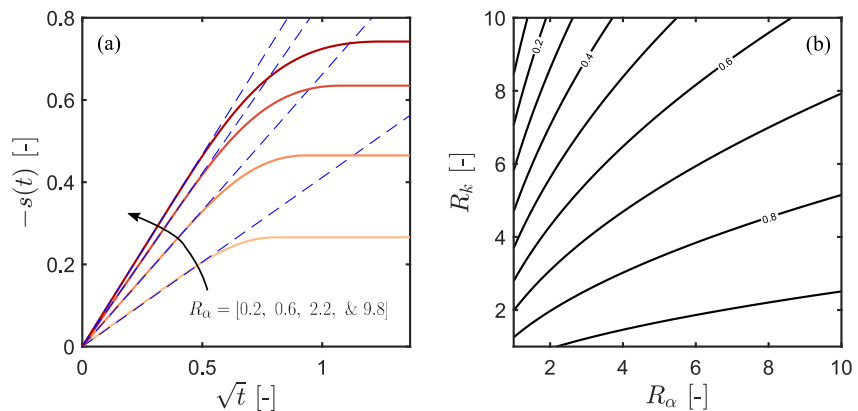 (a)
0.8
0.6
0.4
0.2
0
−s(t) [-]
R_α = [0.2, 0.6, 2.2, & 9.8]
0 0.5 1
√t [-]
(b)
10
8
6
4
2
R_k [-]
0.2
0.4
0.6
0.8
2 4 6 8 10
R_α [-]